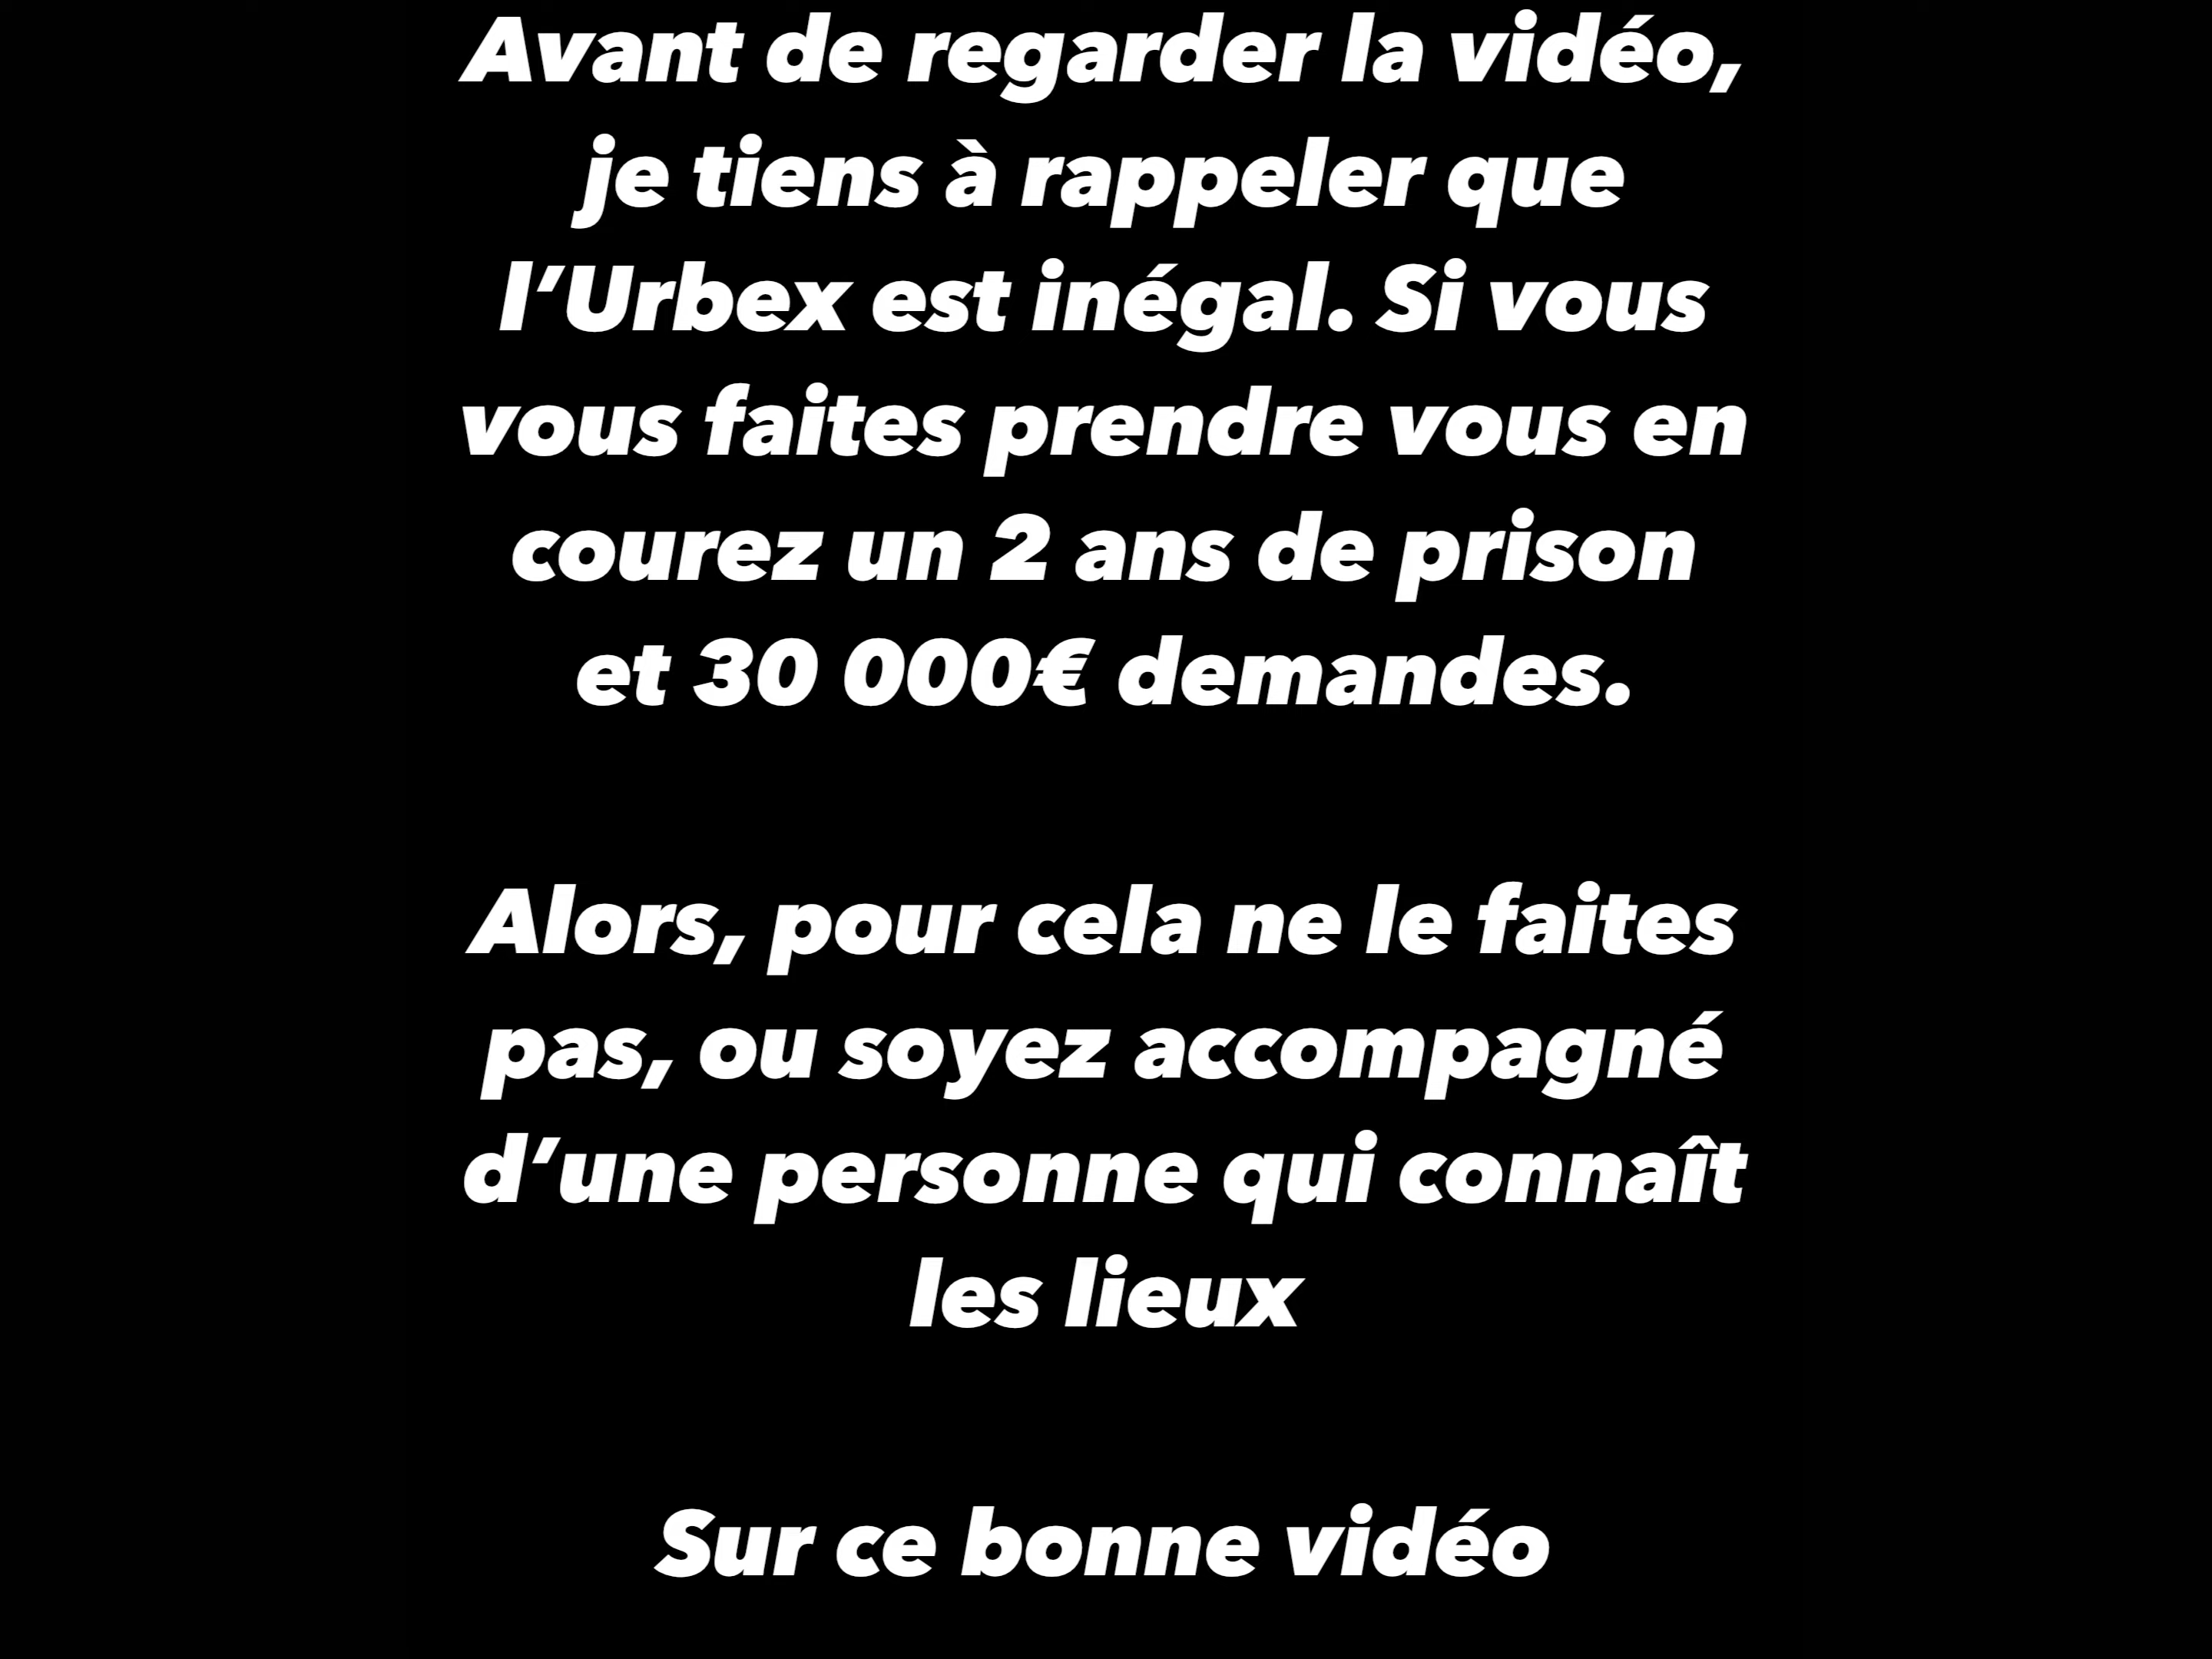 Avant de regarder la vidéo,
je tiens à rappeler que
l'Urbex est inégal. Si vous
vous faites prendre vous en
courez un 2 ans de prison
et 30 000€ demandes.
Alors, pour cela ne le faites
pas, ou soyez accompagné
d'une personne qui connaît
les lieux
Sur ce bonne vidéo